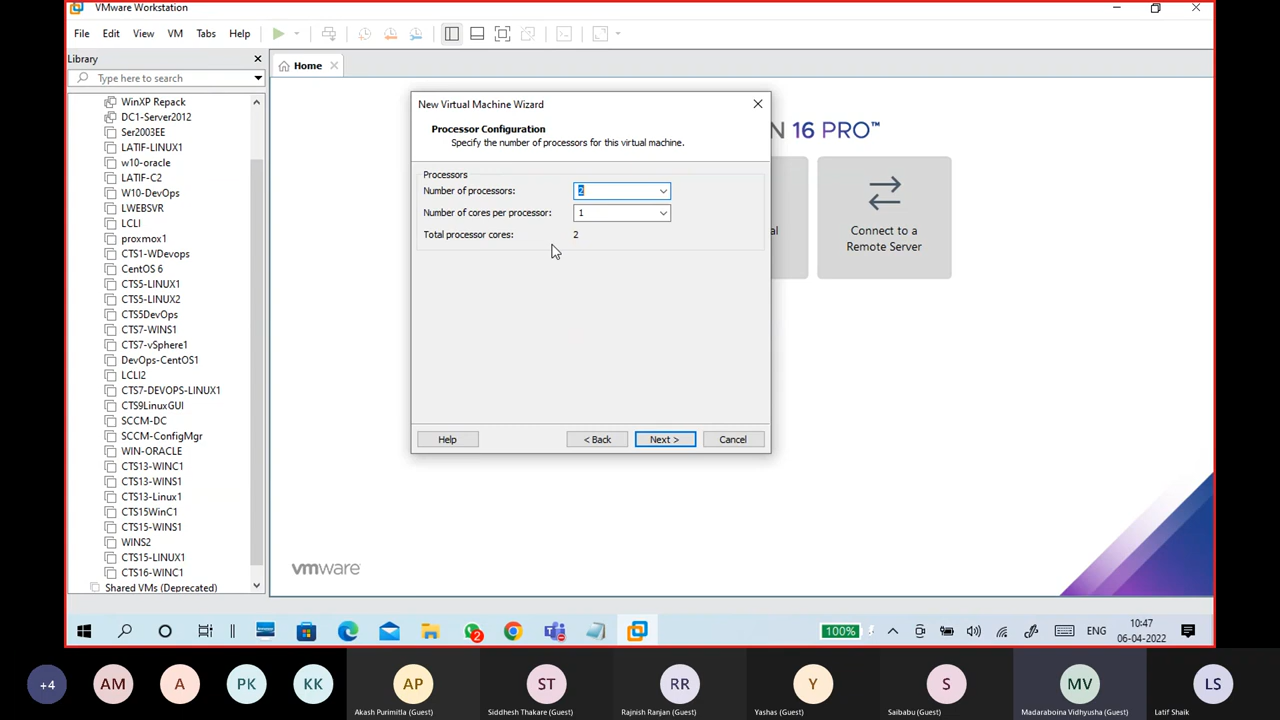 VMware Workstation
File Edit View VM Tabs Help
Library
Type here to search
Home
WinXP Repack
DC1-Server2012
Ser2003EE
LATIF-LINUX1
w10-oracle
LATIF-C2
W10-DevOps
LWEBSVR
LCLI
proxmox1
CTS1-WDevops
CentOS 6
CTS5-LINUX1
CTS5-LINUX2
CTS5DevOps
CTS7-WINS1
CTS7-vSphere1
DevOps-CentOS1
LCLI2
CTS7-DEVOPS-LINUX1
CTS9LinuxGUI
SCCM-DC
SCCM-ConfigMgr
WIN-ORACLE
CTS13-WINC1
CTS13-WINS1
CTS13-Linux1
CTS15WinC1
CTS15-WINS1
WINS2
CTS15-LINUX1
CTS16-WINC1
Shared VMs (Deprecated)
New Virtual Machine Wizard
Processor Configuration
Specify the number of processors for this virtual machine.
Processors
Number of processors: 2
Number of cores per processor: 1
Total processor cores: 2
Help < Back Next > Cancel
N 16 PRO™
al
Connect to a
Remote Server
vmware
2
100%
ENG
10:47
06-04-2022
+4 AM A PK KK AP ST RR Y S MV LS
Akash Purimitla (Guest) Siddhesh Thakare (Guest) Rajnish Ranjan (Guest) Yashas (Guest) Saibabu (Guest) Madaraboina Vidhyusha (Guest) Latif Shaik